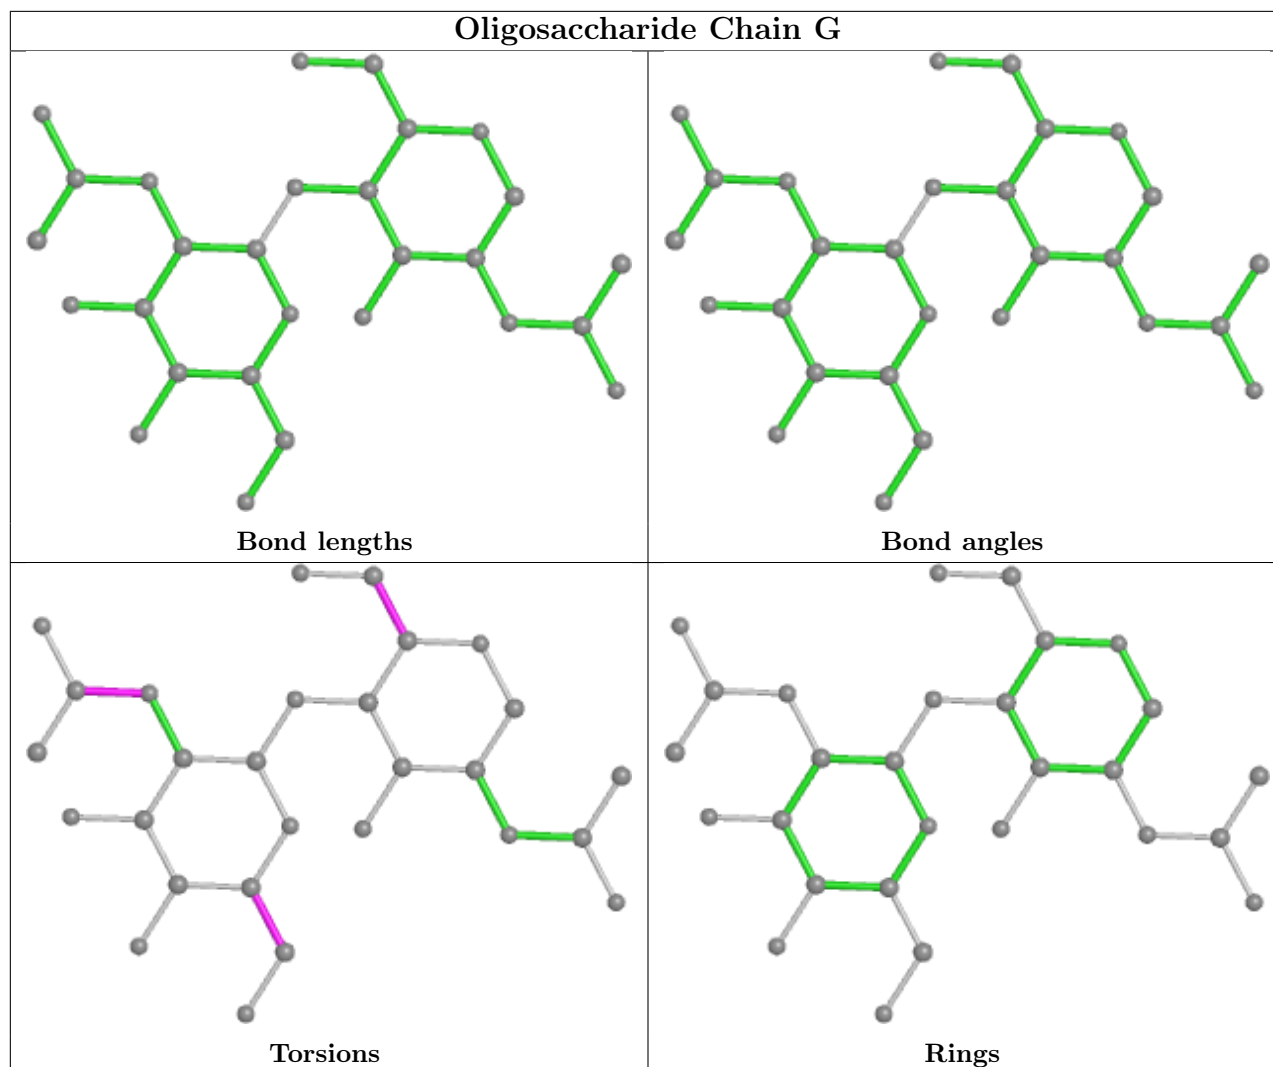 Oligosaccharide Chain G
Bond lengths
Bond angles
Torsions
Rings